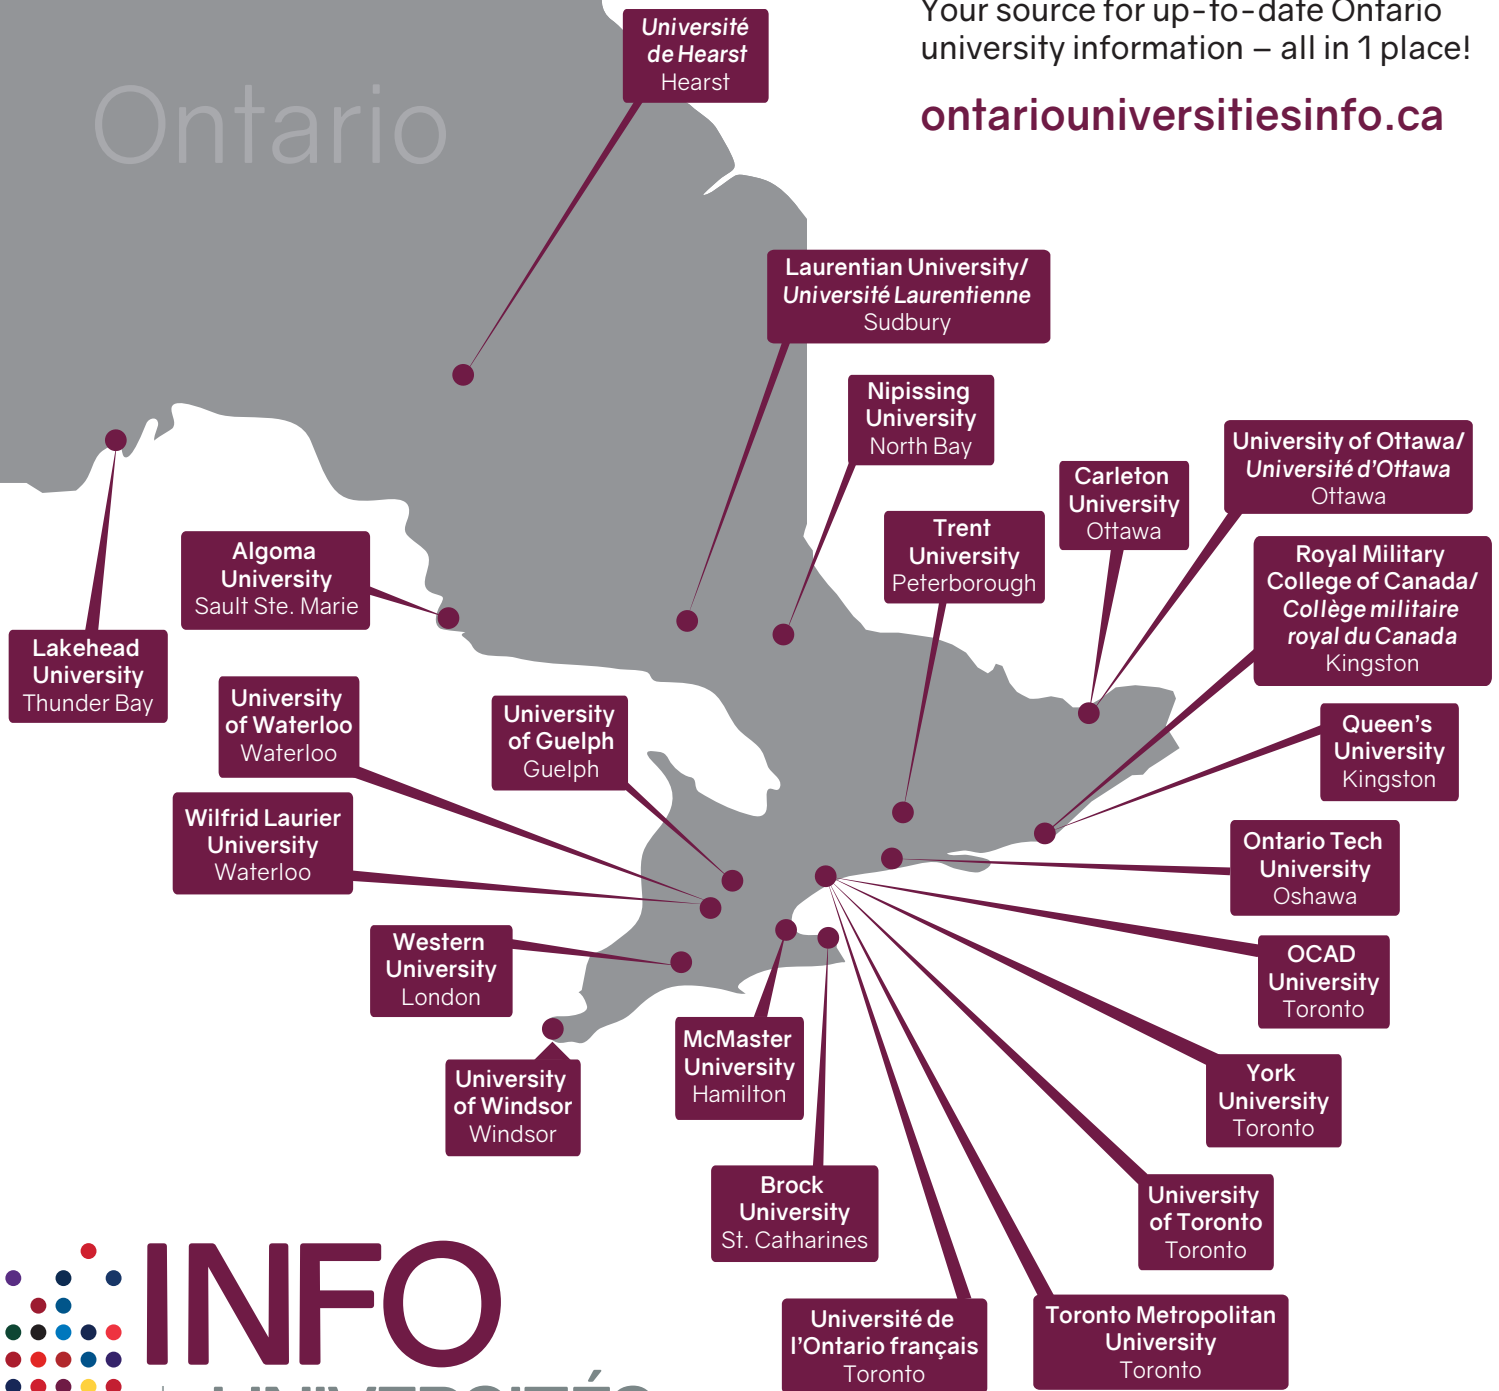 Your source for up-to-date Ontario
university information – all in 1 place!
ontariouniversitiesinfo.ca
Ontario
Université
de Hearst
Hearst
Laurentian University/
Université Laurentienne
Sudbury
Nipissing
University
North Bay
University of Ottawa/
Université d'Ottawa
Ottawa
Carleton
University
Ottawa
Trent
University
Peterborough
Royal Military
College of Canada/
Collège militaire
royal du Canada
Kingston
Algoma
University
Sault Ste. Marie
Lakehead
University
Thunder Bay
University
of Waterloo
Waterloo
University
of Guelph
Guelph
Queen's
University
Kingston
Wilfrid Laurier
University
Waterloo
Ontario Tech
University
Oshawa
Western
University
London
OCAD
University
Toronto
McMaster
University
Hamilton
University
of Windsor
Windsor
York
University
Toronto
Brock
University
St. Catharines
University
of Toronto
Toronto
Université de
l'Ontario français
Toronto
Toronto Metropolitan
University
Toronto
INFO
UNIVERSITÉS